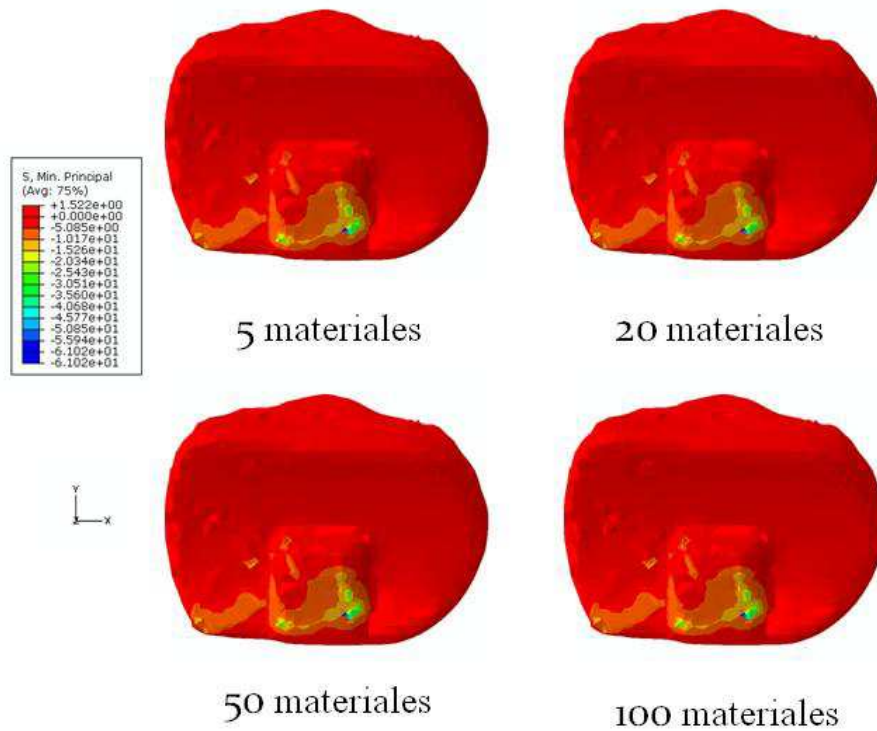 S, Min. Principal
(Avg: 75%)
+1.522e+00
+0.000e+00
-5.085e+00
-1.017e+01
-1.526e+01
-2.034e+01
-2.543e+01
-3.051e+01
-3.560e+01
-4.068e+01
-4.577e+01
-5.085e+01
-5.594e+01
-6.102e+01
-6.102e+01
5 materiales
20 materiales
Y
Z X
50 materiales
100 materiales